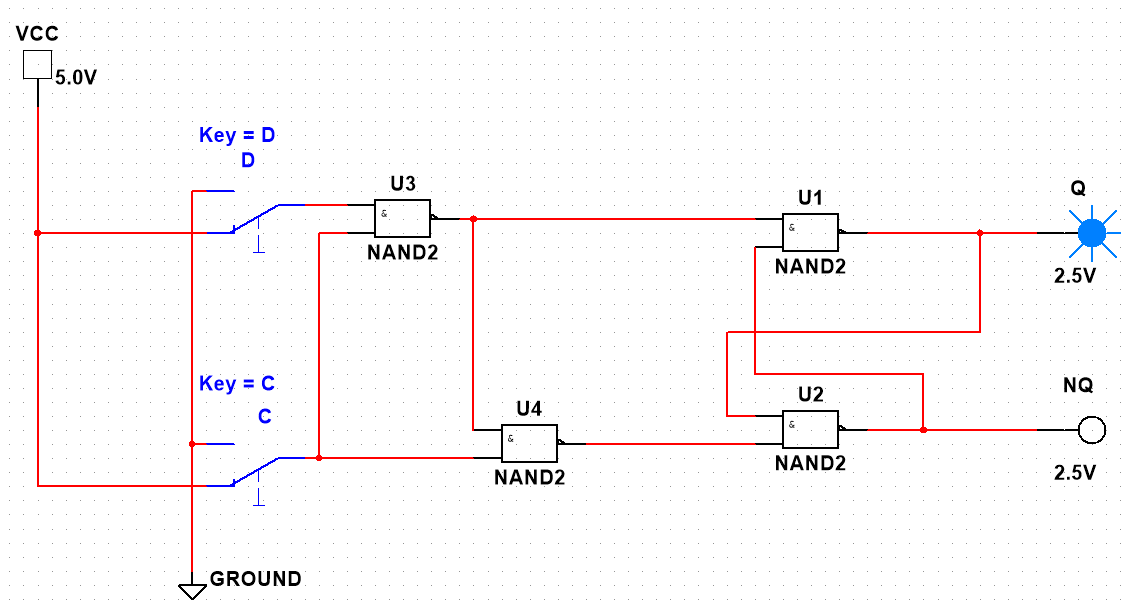 VCC
5.0V
Key = D
D
U3
&
NAND2
U1
&
NAND2
Q
2.5V
Key = C
C
U4
&
NAND2
U2
&
NAND2
NQ
2.5V
GROUND